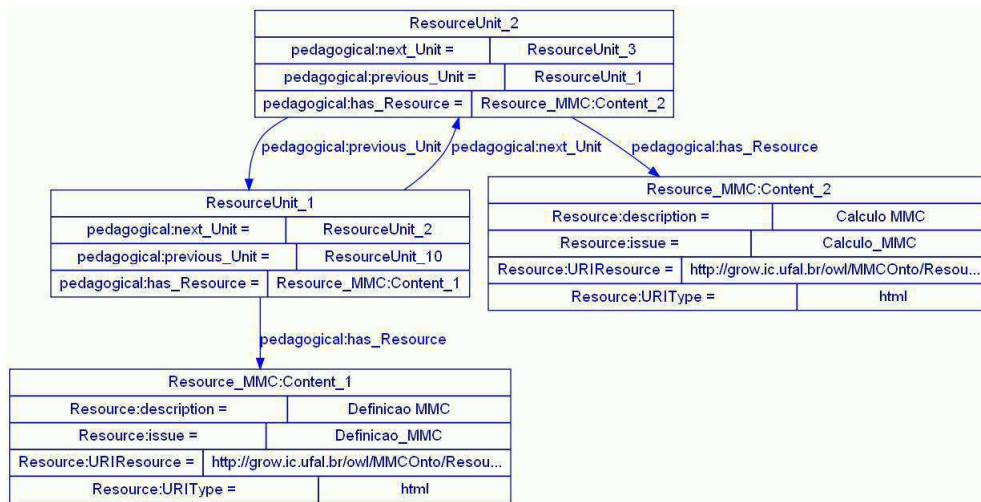 ResourceUnit_2
pedagogical:next_Unit = ResourceUnit_3
pedagogical:previous_Unit = ResourceUnit_1
pedagogical:has_Resource = Resource_MMC:Content_2
pedagogical:previous_Unit pedagogical:next_Unit pedagogical:has_Resource
ResourceUnit_1
pedagogical:next_Unit = ResourceUnit_2
pedagogical:previous_Unit = ResourceUnit_10
pedagogical:has_Resource = Resource_MMC:Content_1
Resource_MMC:Content_2
Resource:description = Calculo MMC
Resource:issue = Calculo_MMC
Resource:URIResource = http://grow.ic.ufal.br/owl/MMCOnto/Resou...
Resource:URIType = html
pedagogical:has_Resource
Resource_MMC:Content_1
Resource:description = Definicao MMC
Resource:issue = Definicao_MMC
Resource:URIResource = http://grow.ic.ufal.br/owl/MMCOnto/Resou...
Resource:URIType = html